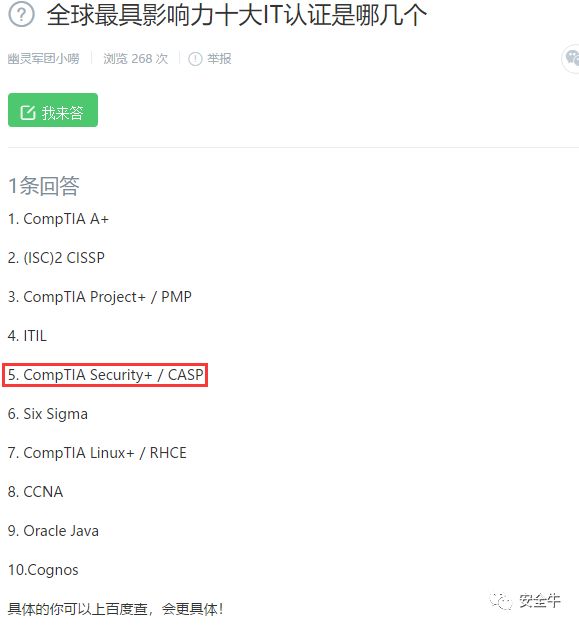 全球最具影响力十大IT认证是哪几个
幽灵军团小唠 浏览 268 次 举报
我来答
1条回答
1. CompTIA A+
2. (ISC)2 CISSP
3. CompTIA Project+ / PMP
4. ITIL
5. CompTIA Security+ / CASP
6. Six Sigma
7. CompTIA Linux+ / RHCE
8. CCNA
9. Oracle Java
10.Cognos
具体的你可以上百度查，会更具体！
安全牛